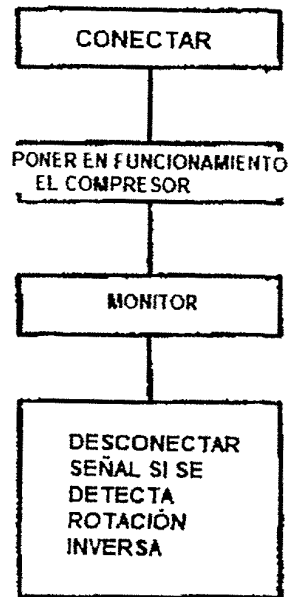 CONECTAR
PONER EN FUNCIONAMIENTO
EL COMPRESOR
MONITOR
DESCONECTAR
SEÑAL SI SE
DETECTA
ROTACIÓN
INVERSA